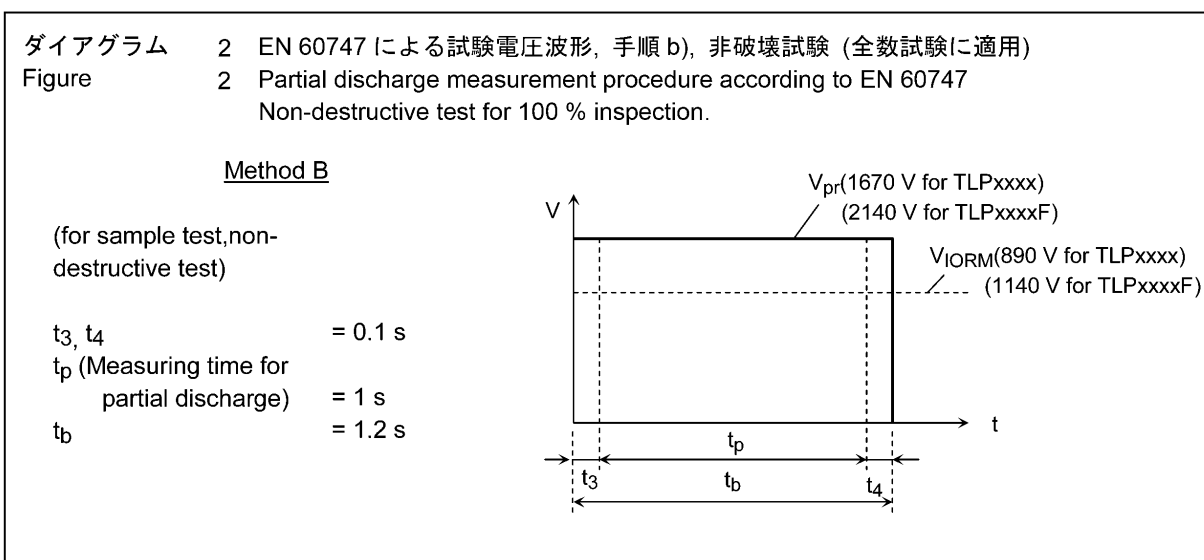 ダイアグラム 2 EN 60747 による試験電圧波形, 手順 b), 非破壊試験 (全数試験に適用)
Figure 2 Partial discharge measurement procedure according to EN 60747
Non-destructive test for 100 % inspection.
Method B
(for sample test,non-
destructive test)
t3, t4 = 0.1 s
tp (Measuring time for
partial discharge) = 1 s
tb = 1.2 s
V
Vpr(1670 V for TLPxxxx)
(2140 V for TLPxxxxF)
VIORM(890 V for TLPxxxx)
(1140 V for TLPxxxxF)
t
tp
t3 tb t4